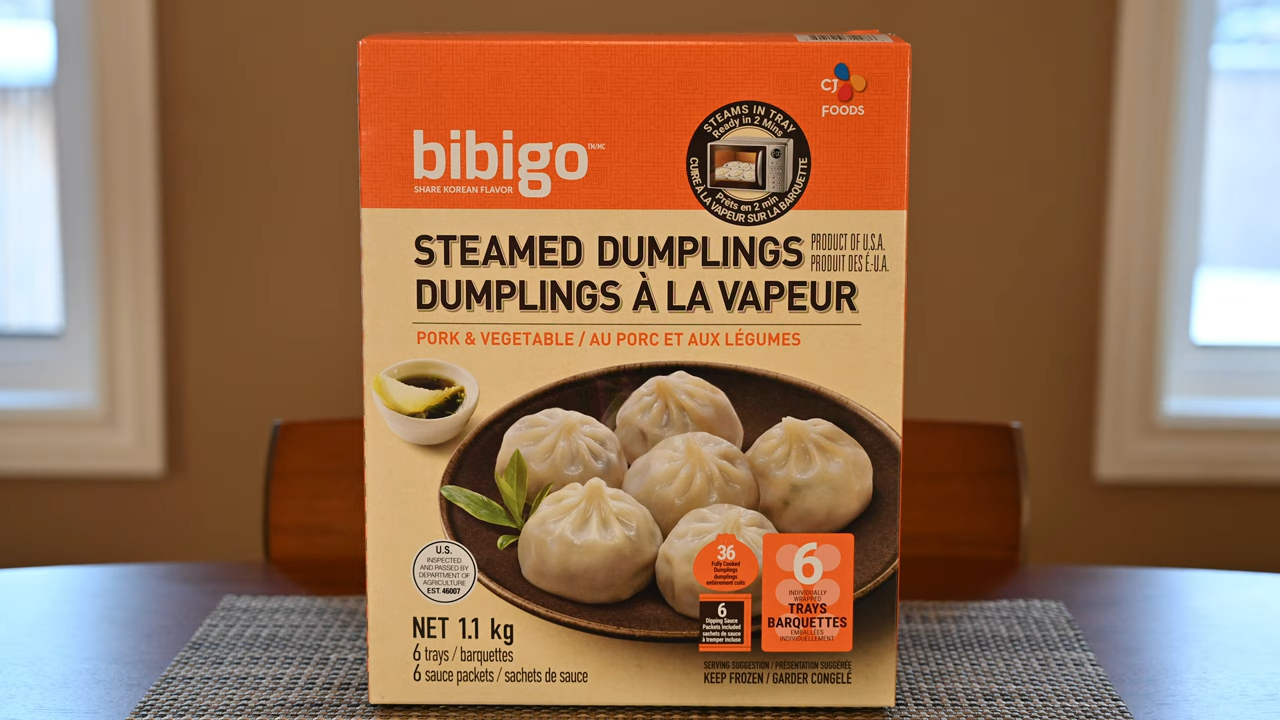 CJ
FOODS
STEAMS IN TRAY
Ready in 2 Mins
Prêts en 2 min
CUIRE À LA VAPEUR SUR LA BARQUETTE
bibigo TM/MC
SHARE KOREAN FLAVOR
STEAMED DUMPLINGS
PRODUCT OF U.S.A.
PRODUIT DES É.-U.A.
DUMPLINGS À LA VAPEUR
PORK & VEGETABLE / AU PORC ET AUX LÉGUMES
U.S.
INSPECTED
AND PASSED BY
DEPARTMENT OF
AGRICULTURE
EST. 46007
36
Fully Cooked
Dumplings
dumplings
entièrement cuits
6
Dipping Sauce
Packets included
sachets de sauce
à tremper incluse
6
INDIVIDUALLY
WRAPPED
TRAYS
BARQUETTES
EMBALLÉES
INDIVIDUELLEMENT
NET 1.1 kg
6 trays / barquettes
6 sauce packets / sachets de sauce
SERVING SUGGESTION / PRÉSENTATION SUGGÉRÉE
KEEP FROZEN / GARDER CONGELÉ